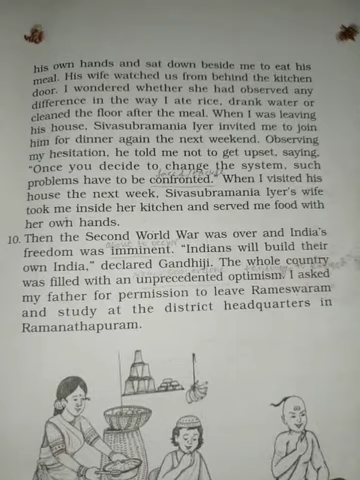 his own hands and sat down beside me to eat his
meal. His wife watched us from behind the kitchen
door. I wondered whether she had observed any
difference in the way I ate rice, drank water or
cleaned the floor after the meal. When I was leaving
his house, Sivasubramania Iyer invited me to join
him for dinner again the next weekend. Observing
my hesitation, he told me not to get upset, saying,
“Once you decide to change the system, such
problems have to be confronted.” When I visited his
house the next week, Sivasubramania Iyer's wife
took me inside her kitchen and served me food with
her own hands.
10. Then the Second World War was over and India's
freedom was imminent. “Indians will build their
own India,” declared Gandhiji. The whole country
was filled with an unprecedented optimism. I asked
my father for permission to leave Rameswaram
and study at the district headquarters in
Ramanathapuram.